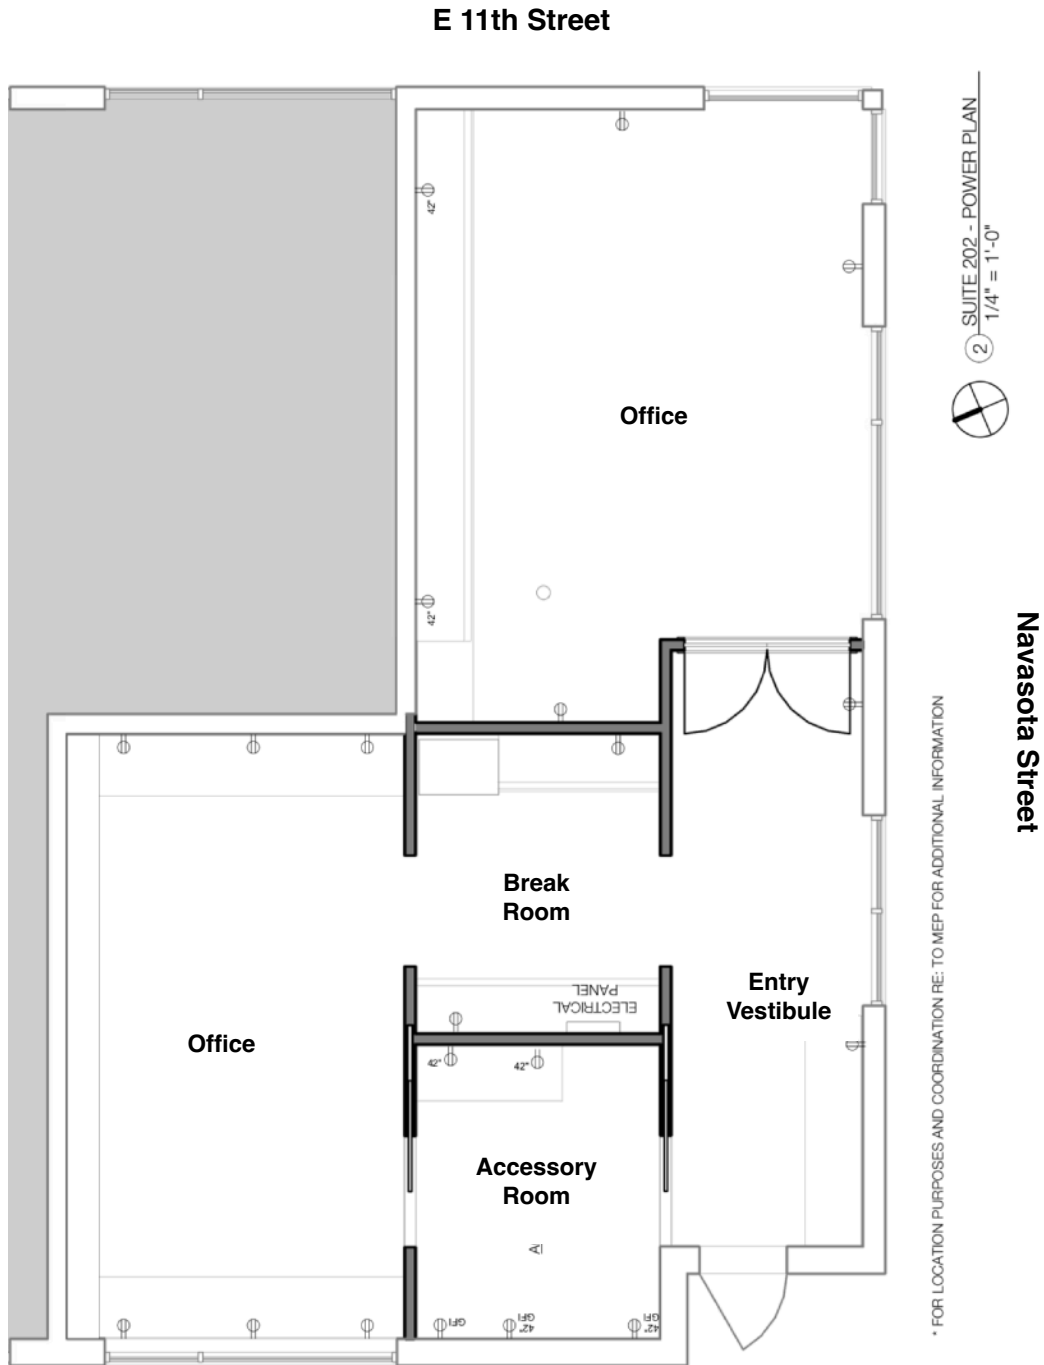 E 11th Street
42"
SUITE 202 - POWER PLAN
1/4" = 1'-0"
2
Office
42"
Navasota Street
* FOR LOCATION PURPOSES AND COORDINATION RE: TO MEP FOR ADDITIONAL INFORMATION
Break
Room
Entry
Vestibule
ELECTRICAL
PANEL
Office
42"
42"
Accessory
Room
A
GFI
42"
GFI
42"
GFI